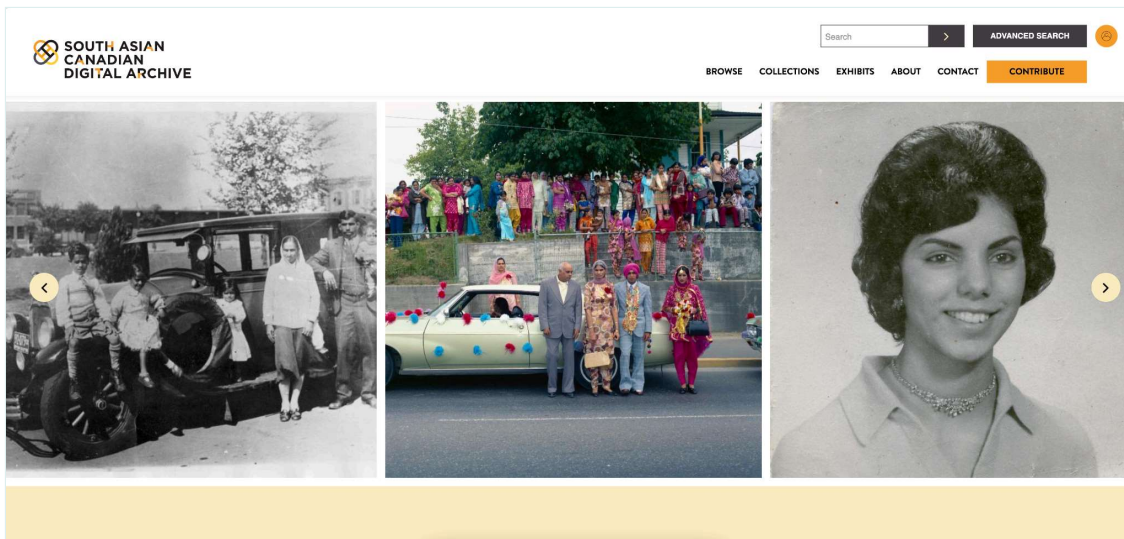 SOUTH ASIAN
CANADIAN
DIGITAL ARCHIVE
Search
ADVANCED SEARCH
BROWSE COLLECTIONS EXHIBITS ABOUT CONTACT CONTRIBUTE